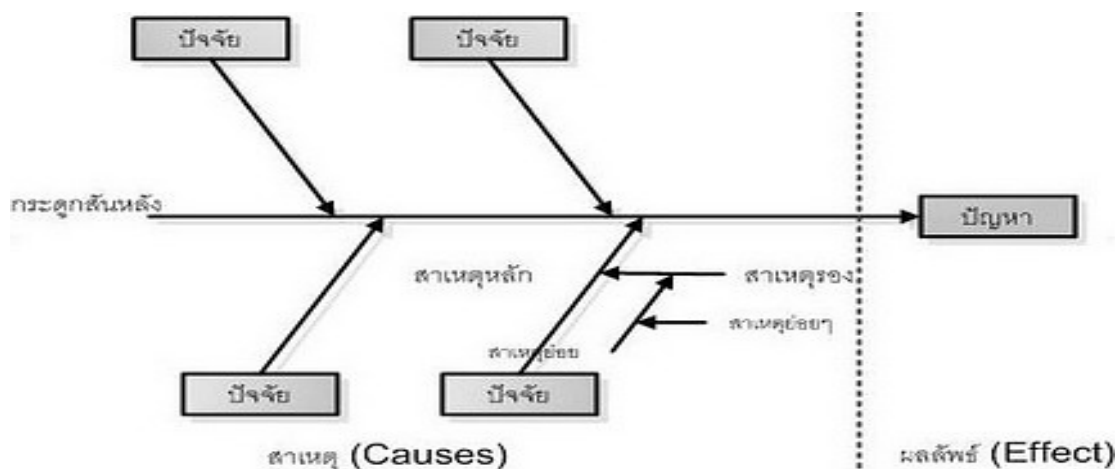 ปัจจัย
ปัจจัย
กระดูกสันหลัง
ปัญหา
สาเหตุหลัก
สาเหตุรอง
สาเหตุย่อยๆ
สาเหตุย่อย
ปัจจัย
ปัจจัย
สาเหตุ (Causes)
ผลลัพธ์ (Effect)